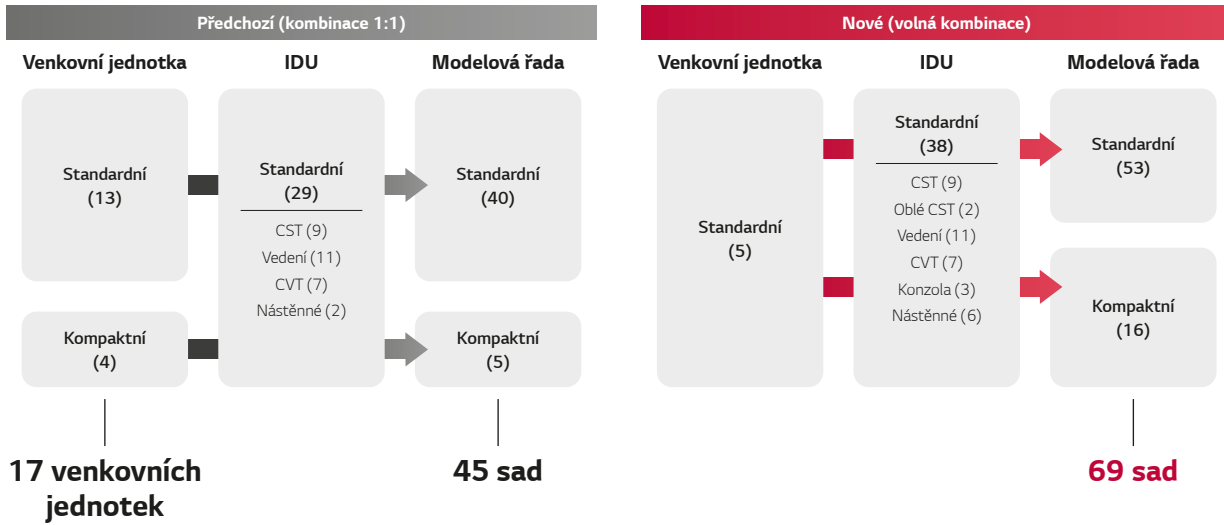 Předchozí (kombinace 1:1)
Venkovní jednotka
IDU
Modelová řada
Standardní
(13)
Standardní
(29)
CST (9)
Vedení (11)
CVT (7)
Nástěnné (2)
Standardní
(40)
Kompaktní
(4)
Kompaktní
(5)
17 venkovních
jednotek
45 sad
Nové (volná kombinace)
Venkovní jednotka
IDU
Modelová řada
Standardní
(5)
Standardní
(38)
CST (9)
Oblé CST (2)
Vedení (11)
CVT (7)
Konzola (3)
Nástěnné (6)
Standardní
(53)
Kompaktní
(16)
69 sad